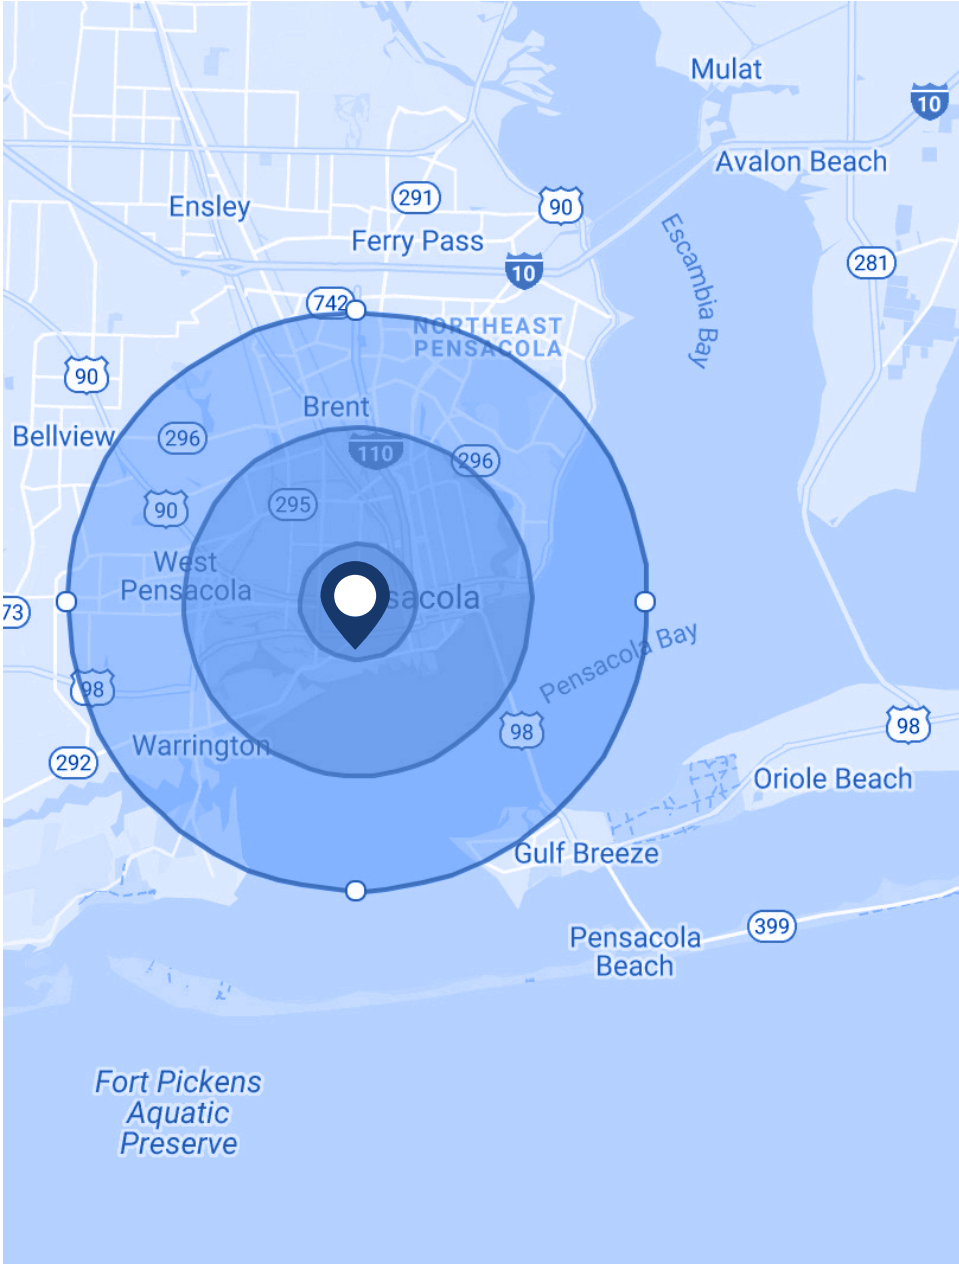 Mulat
10
Avalon Beach
291
90
Ensley
Ferry Pass
10
Escambia Bay
281
742
NORTHEAST
PENSACOLA
90
Brent
Bellview
296
110
296
90
295
West
Pensacola
sacola
73
Pensacola Bay
98
98
98
Warrington
292
Oriole Beach
Gulf Breeze
399
Pensacola
Beach
Fort Pickens
Aquatic
Preserve